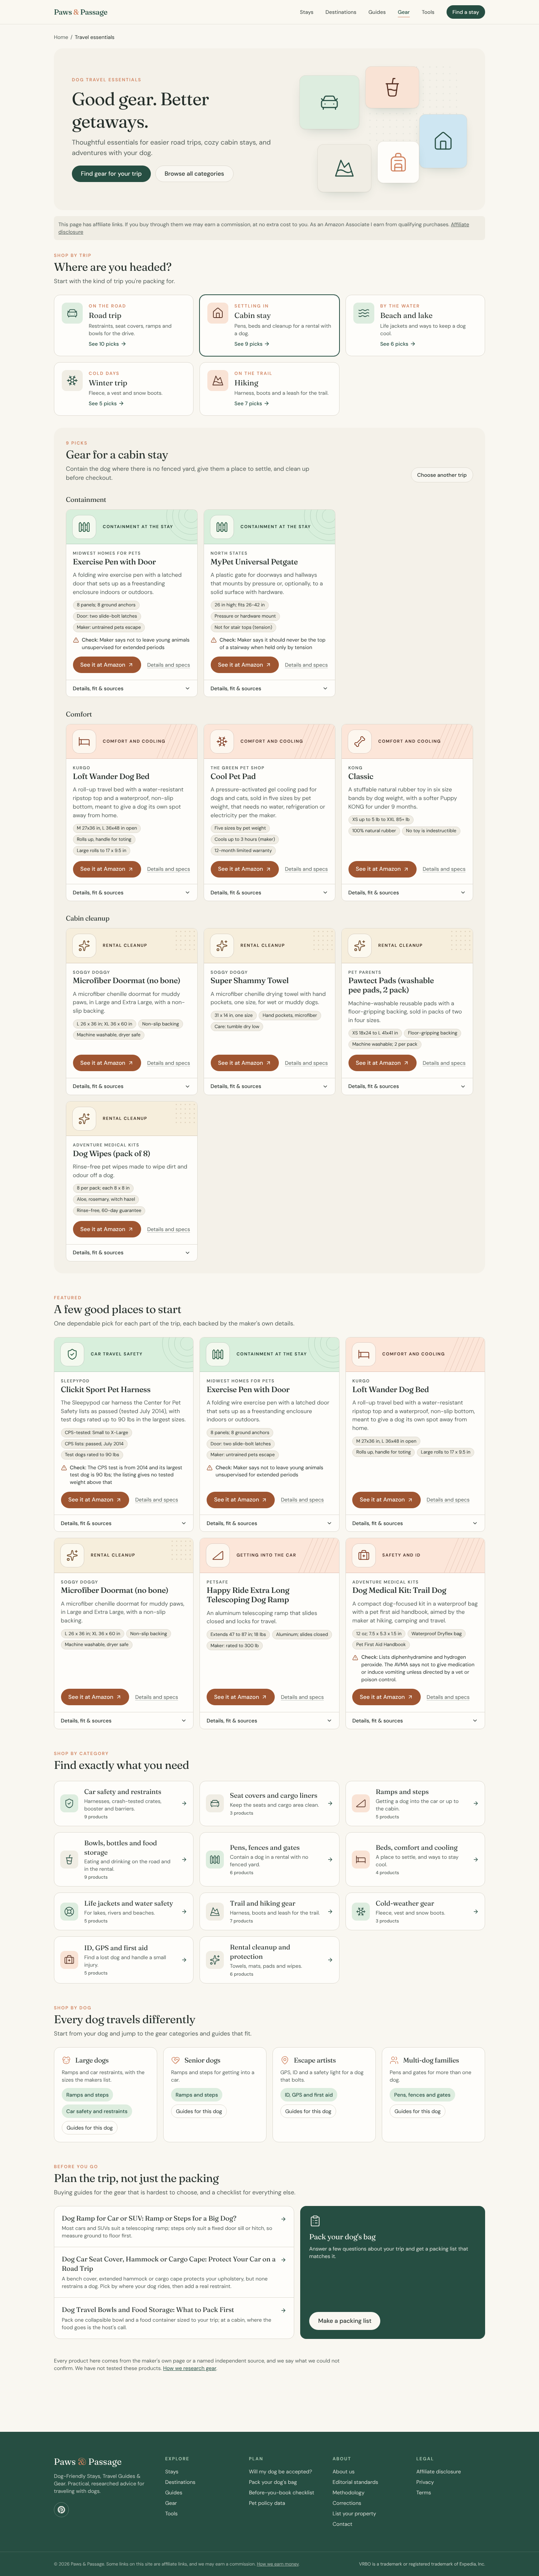 Paws & Passage
Stays
Destinations
Guides
Gear
Tools
Find a stay
Home / Travel essentials
DOG TRAVEL ESSENTIALS
Good gear. Better
getaways.
Thoughtful essentials for easier road trips, cozy cabin stays, and
adventures with your dog.
Find gear for your trip
Browse all categories
This page has affiliate links. If you buy through them we may earn a commission, at no extra cost to you. As an Amazon Associate I earn from qualifying purchases. Affiliate
disclosure
SHOP BY TRIP
Where are you headed?
Start with the kind of trip you're packing for.
ON THE ROAD
Road trip
Restraints, seat covers, ramps and
bowls for the drive.
See 10 picks →
SETTLING IN
Cabin stay
Pens, beds and cleanup for a rental with
a dog.
See 9 picks →
BY THE WATER
Beach and lake
Life jackets and ways to keep a dog
cool.
See 6 picks →
COLD DAYS
Winter trip
Fleece, a vest and snow boots.
See 5 picks →
ON THE TRAIL
Hiking
Harness, boots and a leash for the trail.
See 7 picks →
9 PICKS
Gear for a cabin stay
Contain the dog where there is no fenced yard, give them a place to settle, and clean up
before checkout.
Choose another trip
Containment
CONTAINMENT AT THE STAY
MIDWEST HOMES FOR PETS
Exercise Pen with Door
A folding wire exercise pen with a latched
door that sets up as a freestanding
enclosure indoors or outdoors.
8 panels; 8 ground anchors
Door: two slide-bolt latches
Maker: untrained pets escape
Check: Maker says not to leave young animals
unsupervised for extended periods
See it at Amazon
Details and specs
Details, fit & sources
CONTAINMENT AT THE STAY
NORTH STATES
MyPet Universal Petgate
A plastic gate for doorways and hallways
that mounts by pressure or, optionally, to a
solid surface with hardware.
26 in high; fits 26-42 in
Pressure or hardware mount
Not for stair tops (tension)
Check: Maker says it should never be the top
of a stairway when held only by tension
See it at Amazon
Details and specs
Details, fit & sources
Comfort
COMFORT AND COOLING
KURGO
Loft Wander Dog Bed
A roll-up travel bed with a water-resistant
ripstop top and a waterproof, non-slip
bottom, meant to give a dog its own spot
away from home.
M 27x36 in, L 36x48 in open
Rolls up, handle for toting
Large rolls to 17 x 9.5 in
See it at Amazon
Details and specs
Details, fit & sources
COMFORT AND COOLING
THE GREEN PET SHOP
Cool Pet Pad
A pressure-activated gel cooling pad for
dogs and cats, sold in five sizes by pet
weight, that needs no water, refrigeration or
electricity per the maker.
Five sizes by pet weight
Cools up to 3 hours (maker)
12-month limited warranty
See it at Amazon
Details and specs
Details, fit & sources
COMFORT AND COOLING
KONG
Classic
A stuffable natural rubber toy in six size
bands by dog weight, with a softer Puppy
KONG for under 9 months.
XS up to 5 lb to XXL 85+ lb
100% natural rubber
No toy is indestructible
See it at Amazon
Details and specs
Details, fit & sources
Cabin cleanup
RENTAL CLEANUP
SOGGY DOGGY
Microfiber Doormat (no bone)
A microfiber chenille doormat for muddy
paws, in Large and Extra Large, with a non-
slip backing.
L 26 x 36 in; XL 36 x 60 in
Non-slip backing
Machine washable, dryer safe
See it at Amazon
Details and specs
Details, fit & sources
RENTAL CLEANUP
SOGGY DOGGY
Super Shammy Towel
A microfiber chenille drying towel with hand
pockets, one size, for wet or muddy dogs.
31 x 14 in, one size
Hand pockets, microfiber
Care: tumble dry low
See it at Amazon
Details and specs
Details, fit & sources
RENTAL CLEANUP
PET PARENTS
Pawtect Pads (washable
pee pads, 2 pack)
Machine-washable reusable pads with a
floor-gripping backing, sold in packs of two
in four sizes.
XS 18x24 to L 41x41 in
Floor-gripping backing
Machine washable; 2 per pack
See it at Amazon
Details and specs
Details, fit & sources
RENTAL CLEANUP
ADVENTURE MEDICAL KITS
Dog Wipes (pack of 8)
Rinse-free pet wipes made to wipe dirt and
odour off a dog.
8 per pack; each 8 x 8 in
Aloe, rosemary, witch hazel
Rinse-free, 60-day guarantee
See it at Amazon
Details and specs
Details, fit & sources
FEATURED
A few good places to start
One dependable pick for each part of the trip, each backed by the maker's own details.
CAR TRAVEL SAFETY
SLEEPYPOD
Clickit Sport Pet Harness
The Sleepypod car harness the Center for Pet
Safety lists as passed (tested July 2014), with
test dogs rated up to 90 lbs in the largest sizes.
CPS-tested: Small to X-Large
CPS lists: passed, July 2014
Test dogs rated to 90 lbs
Check: The CPS test is from 2014 and its largest
test dog is 90 lbs; the listing gives no tested
weight above that
See it at Amazon
Details and specs
Details, fit & sources
CONTAINMENT AT THE STAY
MIDWEST HOMES FOR PETS
Exercise Pen with Door
A folding wire exercise pen with a latched door
that sets up as a freestanding enclosure
indoors or outdoors.
8 panels; 8 ground anchors
Door: two slide-bolt latches
Maker: untrained pets escape
Check: Maker says not to leave young animals
unsupervised for extended periods
See it at Amazon
Details and specs
Details, fit & sources
COMFORT AND COOLING
KURGO
Loft Wander Dog Bed
A roll-up travel bed with a water-resistant
ripstop top and a waterproof, non-slip bottom,
meant to give a dog its own spot away from
home.
M 27x36 in, L 36x48 in open
Rolls up, handle for toting
Large rolls to 17 x 9.5 in
See it at Amazon
Details and specs
Details, fit & sources
RENTAL CLEANUP
SOGGY DOGGY
Microfiber Doormat (no bone)
A microfiber chenille doormat for muddy paws,
in Large and Extra Large, with a non-slip
backing.
L 26 x 36 in; XL 36 x 60 in
Non-slip backing
Machine washable, dryer safe
See it at Amazon
Details and specs
Details, fit & sources
GETTING INTO THE CAR
PETSAFE
Happy Ride Extra Long
Telescoping Dog Ramp
An aluminum telescoping ramp that slides
closed and locks for travel.
Extends 47 to 87 in; 18 lbs
Aluminum; slides closed
Maker: rated to 300 lb
See it at Amazon
Details and specs
Details, fit & sources
SAFETY AND ID
ADVENTURE MEDICAL KITS
Dog Medical Kit: Trail Dog
A compact dog-focused kit in a waterproof bag
with a pet first aid handbook, aimed by the
maker at hiking, camping and travel.
12 oz; 7.5 x 5.3 x 1.5 in
Waterproof Dryflex bag
Pet First Aid Handbook
Check: Lists diphenhydramine and hydrogen
peroxide. The AVMA says not to give medication
or induce vomiting unless directed by a vet or
poison control.
See it at Amazon
Details and specs
Details, fit & sources
SHOP BY CATEGORY
Find exactly what you need
Car safety and restraints
Harnesses, crash-tested crates,
booster and barriers.
9 products
Seat covers and cargo liners
Keep the seats and cargo area clean.
3 products
Ramps and steps
Getting a dog into the car or up to
the cabin.
5 products
Bowls, bottles and food
storage
Eating and drinking on the road and
in the rental.
9 products
Pens, fences and gates
Contain a dog in a rental with no
fenced yard.
6 products
Beds, comfort and cooling
A place to settle, and ways to stay
cool.
4 products
Life jackets and water safety
For lakes, rivers and beaches.
5 products
Trail and hiking gear
Harness, boots and leash for the trail.
7 products
Cold-weather gear
Fleece, vest and snow boots.
3 products
ID, GPS and first aid
Find a lost dog and handle a small
injury.
5 products
Rental cleanup and
protection
Towels, mats, pads and wipes.
6 products
SHOP BY DOG
Every dog travels differently
Start from your dog and jump to the gear categories and guides that fit.
Large dogs
Ramps and car restraints, with the
sizes the makers list.
Ramps and steps
Car safety and restraints
Guides for this dog
Senior dogs
Ramps and steps for getting into a
car.
Ramps and steps
Guides for this dog
Escape artists
GPS, ID and a safety light for a dog
that bolts.
ID, GPS and first aid
Guides for this dog
Multi-dog families
Pens and gates for more than one
dog.
Pens, fences and gates
Guides for this dog
BEFORE YOU GO
Plan the trip, not just the packing
Buying guides for the gear that is hardest to choose, and a checklist for everything else.
Dog Ramp for Car or SUV: Ramp or Steps for a Big Dog?
Most cars and SUVs suit a telescoping ramp; steps only suit a fixed door sill or hitch, so
measure ground to floor first.
Dog Car Seat Cover, Hammock or Cargo Cape: Protect Your Car on a
Road Trip
A bench cover, extended hammock or cargo cape protects your upholstery, but none
restrains a dog. Pick by where your dog rides, then add a real restraint.
Dog Travel Bowls and Food Storage: What to Pack First
Pack one collapsible bowl and a food container sized to your trip; at a cabin, where the
food goes is the host's call.
Pack your dog's bag
Answer a few questions about your trip and get a packing list that
matches it.
Make a packing list
Every product here comes from the maker's own page or a named independent source, and we say what we could not
confirm. We have not tested these products. How we research gear.
Paws & Passage
Dog-Friendly Stays, Travel Guides &
Gear. Practical, researched advice for
traveling with dogs.
EXPLORE
Stays
Destinations
Guides
Gear
Tools
PLAN
Will my dog be accepted?
Pack your dog's bag
Before-you-book checklist
Pet policy data
ABOUT
About us
Editorial standards
Methodology
Corrections
List your property
Contact
LEGAL
Affiliate disclosure
Privacy
Terms
© 2026 Paws & Passage. Some links on this site are affiliate links, and we may earn a commission. How we earn money.
VRBO is a trademark or registered trademark of Expedia, Inc.